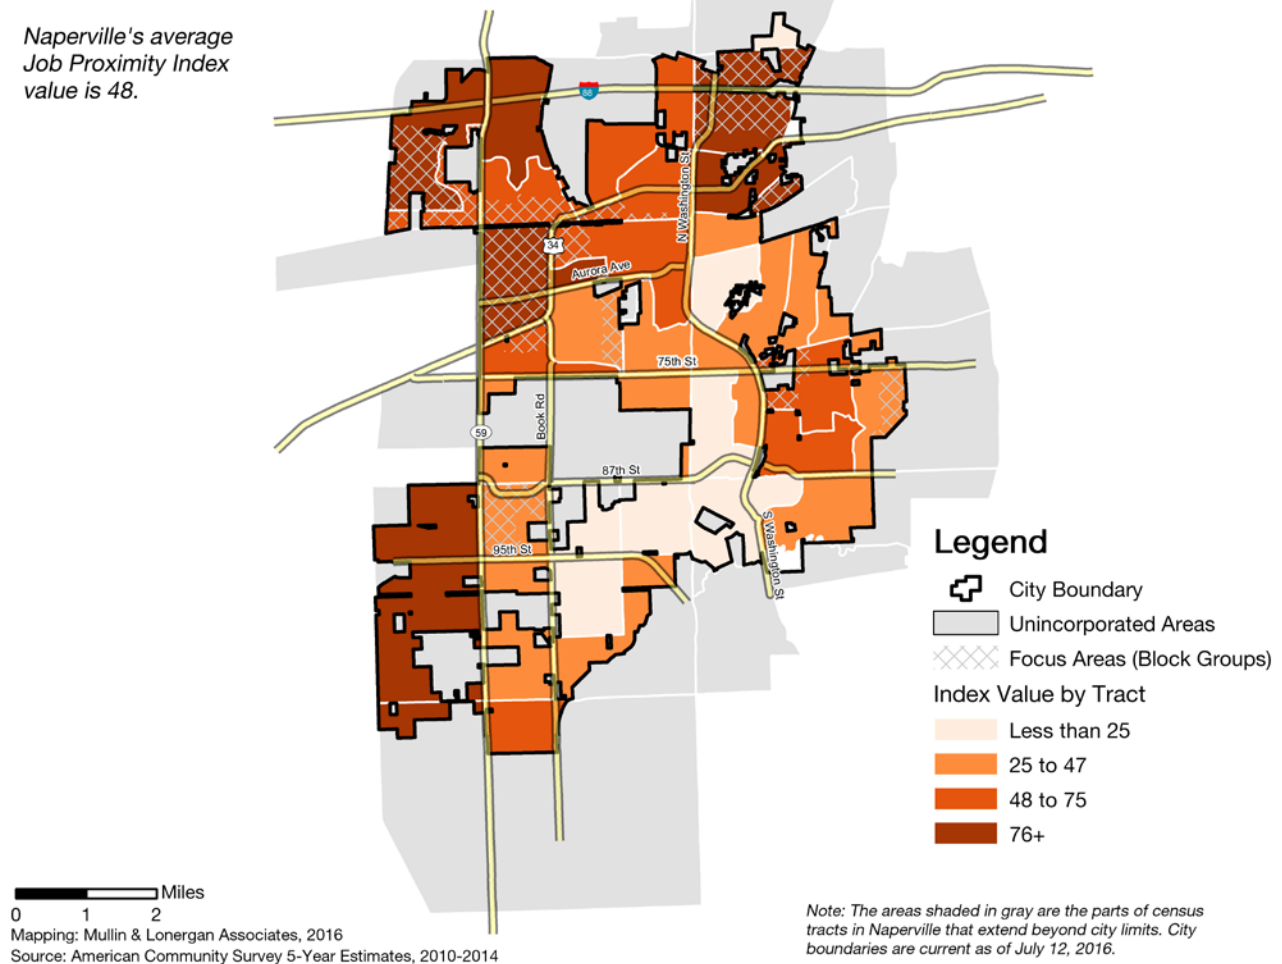 Naperville's average
Job Proximity Index
value is 48.
88
N Washington St
34
Aurora Ave
75th St
Book Rd
59
87th St
S Washington St
95th St
Legend
City Boundary
Unincorporated Areas
Focus Areas (Block Groups)
Index Value by Tract
Less than 25
25 to 47
48 to 75
76+
Miles
0 1 2
Mapping: Mullin & Lonergan Associates, 2016
Source: American Community Survey 5-Year Estimates, 2010-2014
Note: The areas shaded in gray are the parts of census
tracts in Naperville that extend beyond city limits. City
boundaries are current as of July 12, 2016.